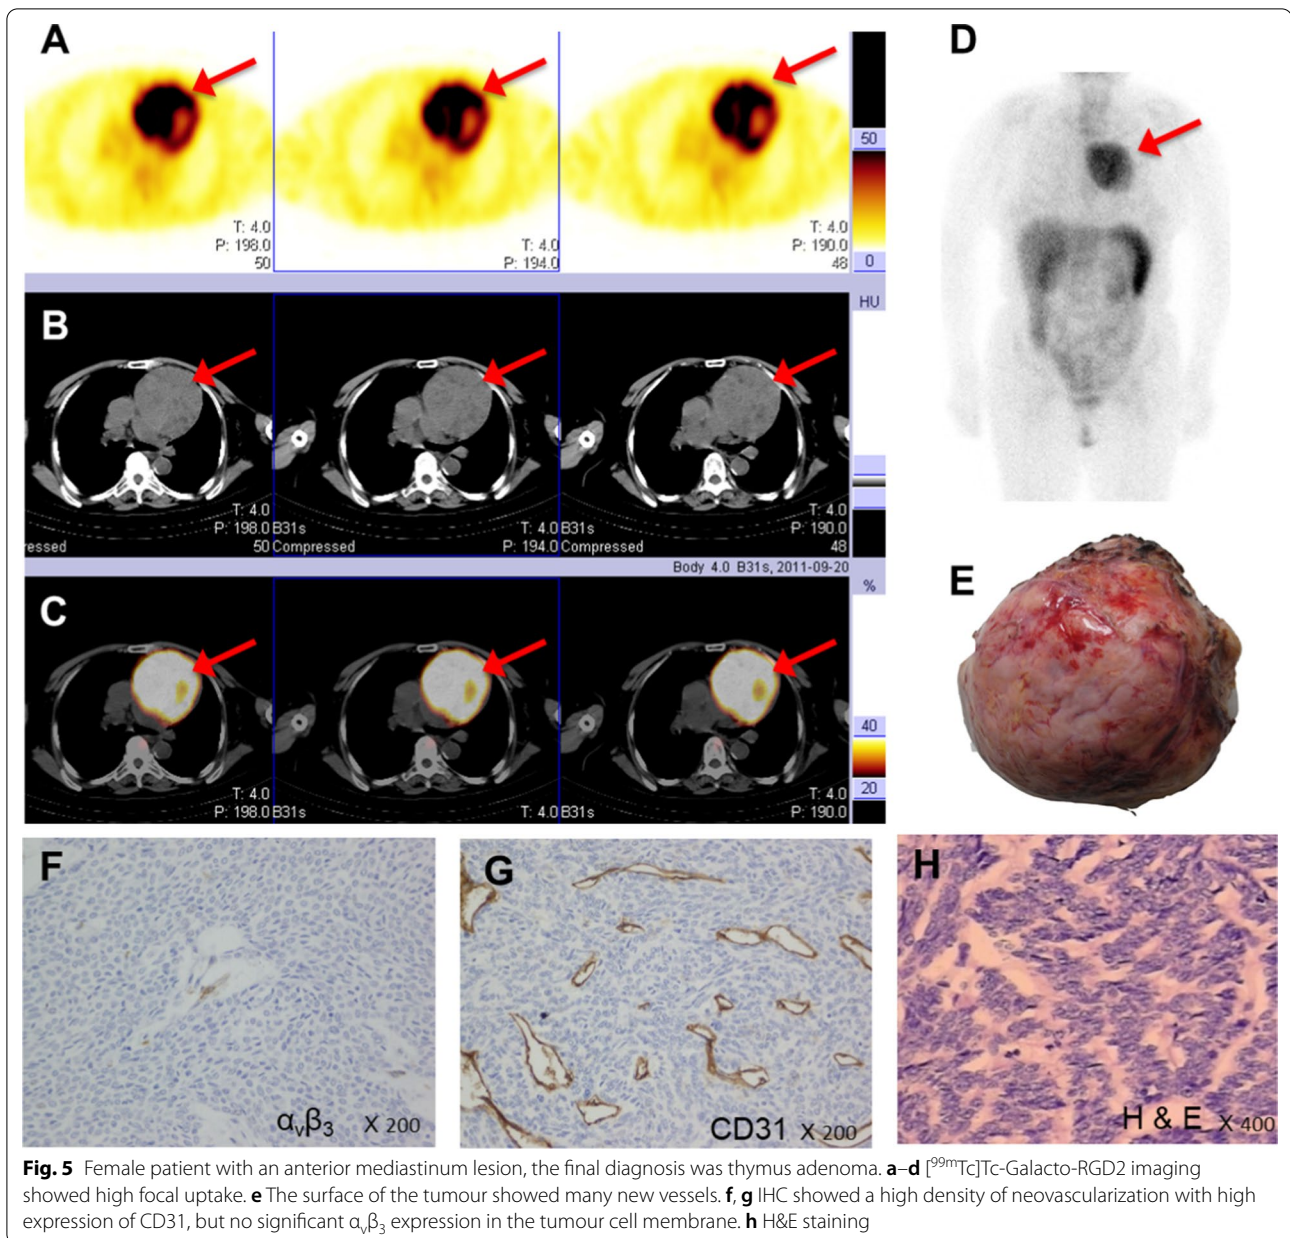 A
D
50
T: 4.0
P: 198.0
50
T: 4.0
P: 194.0
T: 4.0
P: 190.0
48
0
HU
B
T: 4.0
P: 198.0
50
B31s
Compressed
T: 4.0
P: 194.0
B31s
Compressed
T: 4.0
P: 190.0
48
ressed
Body 4.0 B31s, 2011-09-20
%
C
E
40
20
T: 4.0
P: 198.0
B31s
T: 4.0
B31s
T: 4.0
P: 190.0
F
αvβ3 X 200
G
CD31 X 200
H
H & E X 400
Fig. 5 Female patient with an anterior mediastinum lesion, the final diagnosis was thymus adenoma. a–d [99mTc]Tc-Galacto-RGD2 imaging
showed high focal uptake. e The surface of the tumour showed many new vessels. f, g IHC showed a high density of neovascularization with high
expression of CD31, but no significant αvβ3 expression in the tumour cell membrane. h H&E staining